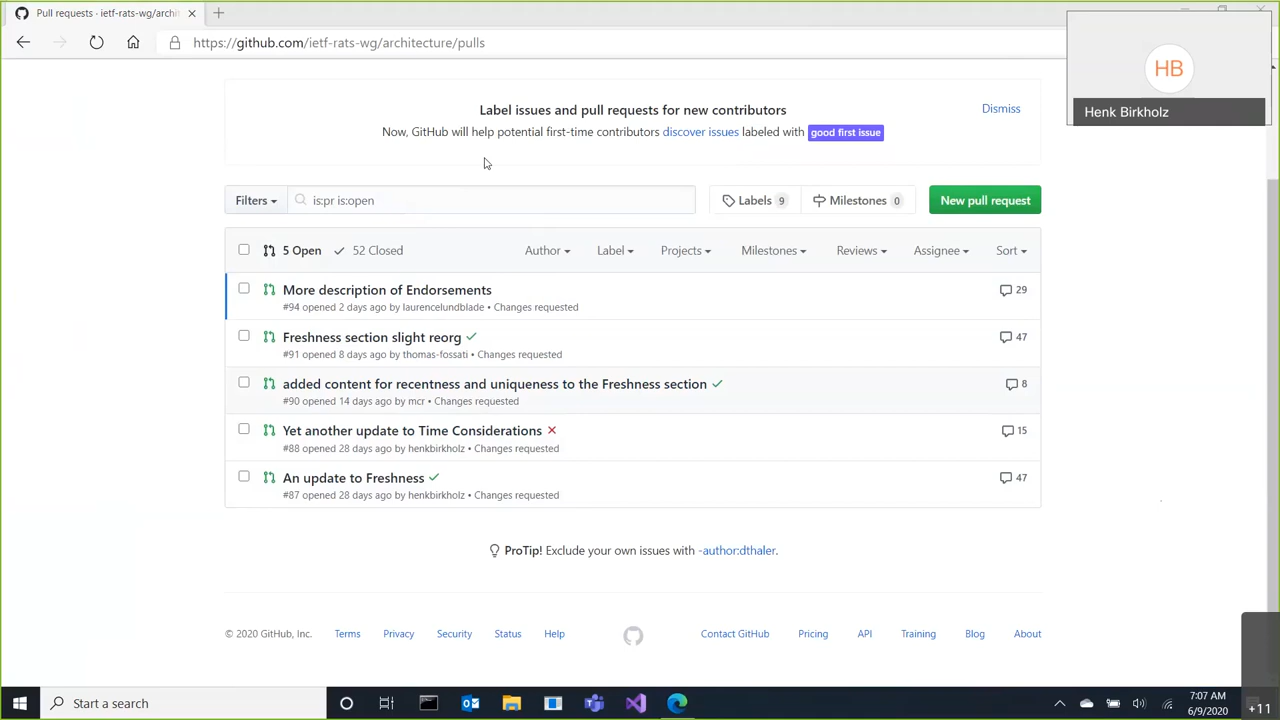 Pull requests · ietf-rats-wg/archit
https://github.com/ietf-rats-wg/architecture/pulls
HB
Henk Birkholz
Label issues and pull requests for new contributors
Dismiss
Now, GitHub will help potential first-time contributors discover issues labeled with good first issue
Filters
is:pr is:open
Labels 9
Milestones 0
New pull request
5 Open
52 Closed
Author
Label
Projects
Milestones
Reviews
Assignee
Sort
More description of Endorsements
29
#94 opened 2 days ago by laurencelundblade • Changes requested
Freshness section slight reorg
47
#91 opened 8 days ago by thomas-fossati • Changes requested
added content for recentness and uniqueness to the Freshness section
8
#90 opened 14 days ago by mcr • Changes requested
Yet another update to Time Considerations
15
#88 opened 28 days ago by henkbirkholz • Changes requested
An update to Freshness
47
#87 opened 28 days ago by henkbirkholz • Changes requested
ProTip! Exclude your own issues with -author:dthaler.
© 2020 GitHub, Inc.
Terms
Privacy
Security
Status
Help
Contact GitHub
Pricing
API
Training
Blog
About
Start a search
7:07 AM
6/9/2020
+11